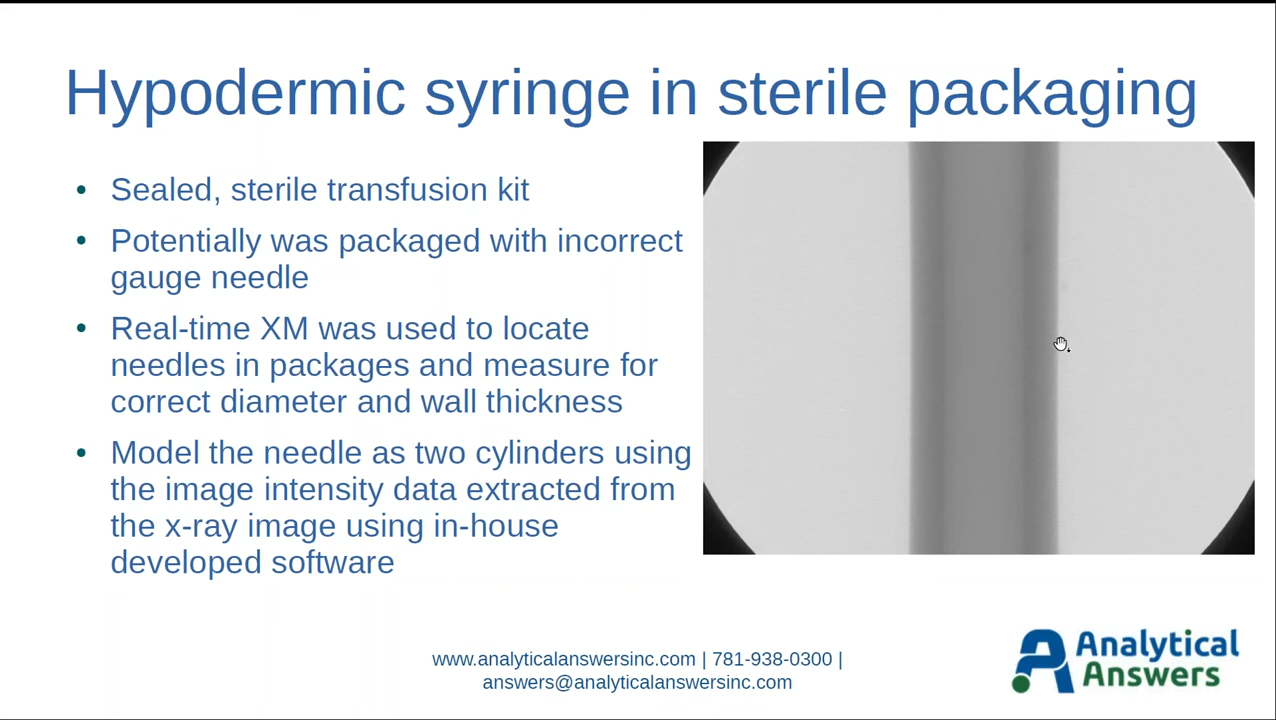 Hypodermic syringe in sterile packaging
• Sealed, sterile transfusion kit
• Potentially was packaged with incorrect
gauge needle
• Real-time XM was used to locate
needles in packages and measure for
correct diameter and wall thickness
• Model the needle as two cylinders using
the image intensity data extracted from
the x-ray image using in-house
developed software
www.analyticalanswersinc.com | 781-938-0300 |
answers@analyticalanswersinc.com
Analytical
Answers